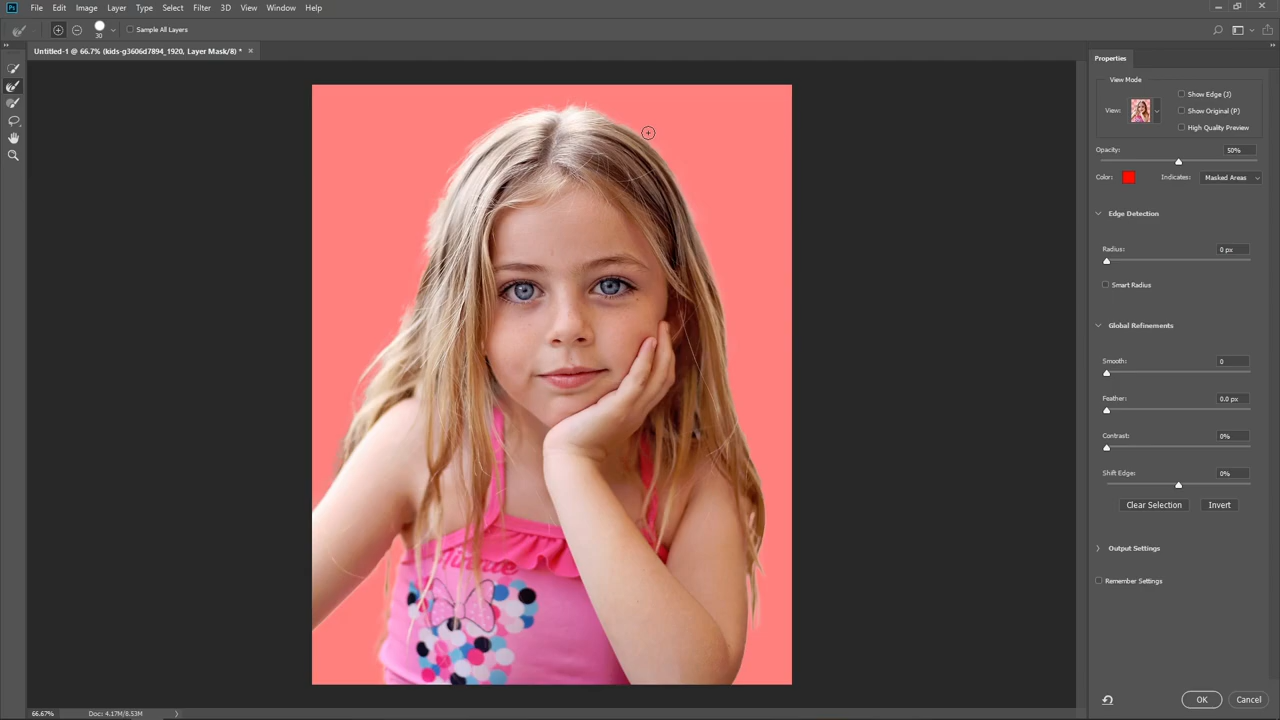 Ps File Edit Image Layer Type Select Filter 3D View Window Help
30 Sample All Layers
Untitled-1 @ 66.7% (kids-g3606d7894_1920, Layer Mask/8) * ×
Properties
View Mode
Show Edge (J)
View: Show Original (P)
High Quality Preview
Opacity: 50%
Color: Indicates: Masked Areas
Edge Detection
Radius: 0 px
Smart Radius
Global Refinements
Smooth: 0
Feather: 0.0 px
Contrast: 0%
Shift Edge: 0%
Clear Selection Invert
Output Settings
Minnie
Remember Settings
OK Cancel
66.67% Doc: 4.17M/8.53M